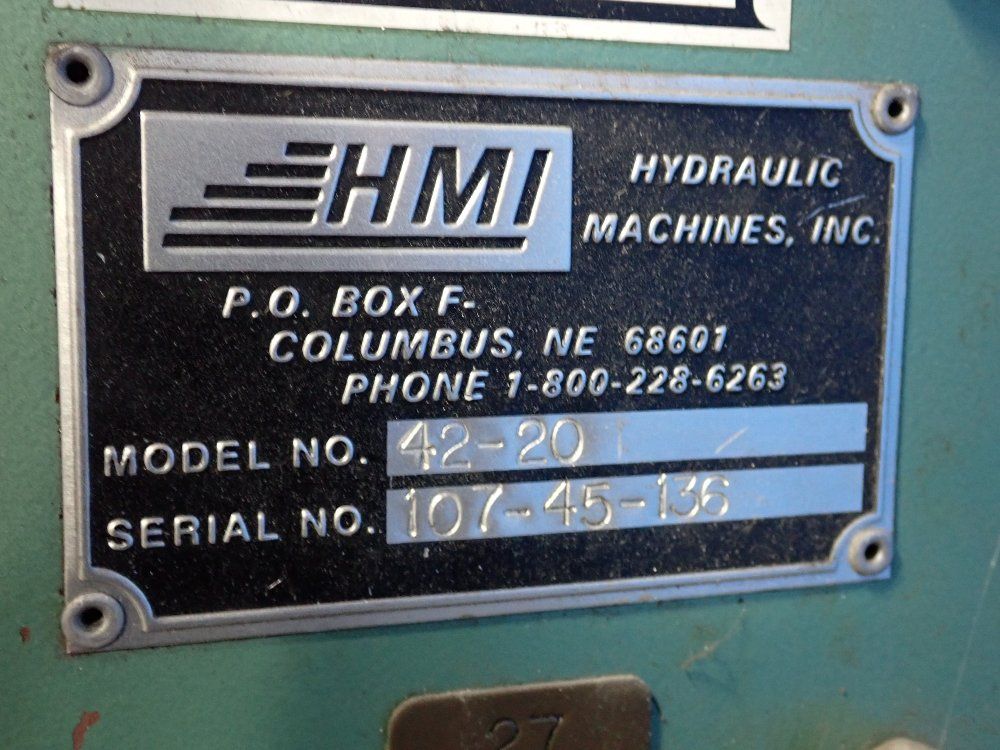 HMI
HYDRAULIC
MACHINES, INC.
P.O. BOX F-
COLUMBUS, NE 68601
PHONE 1-800-228-6263
MODEL NO. 42-20
SERIAL NO. 107-45-136
27